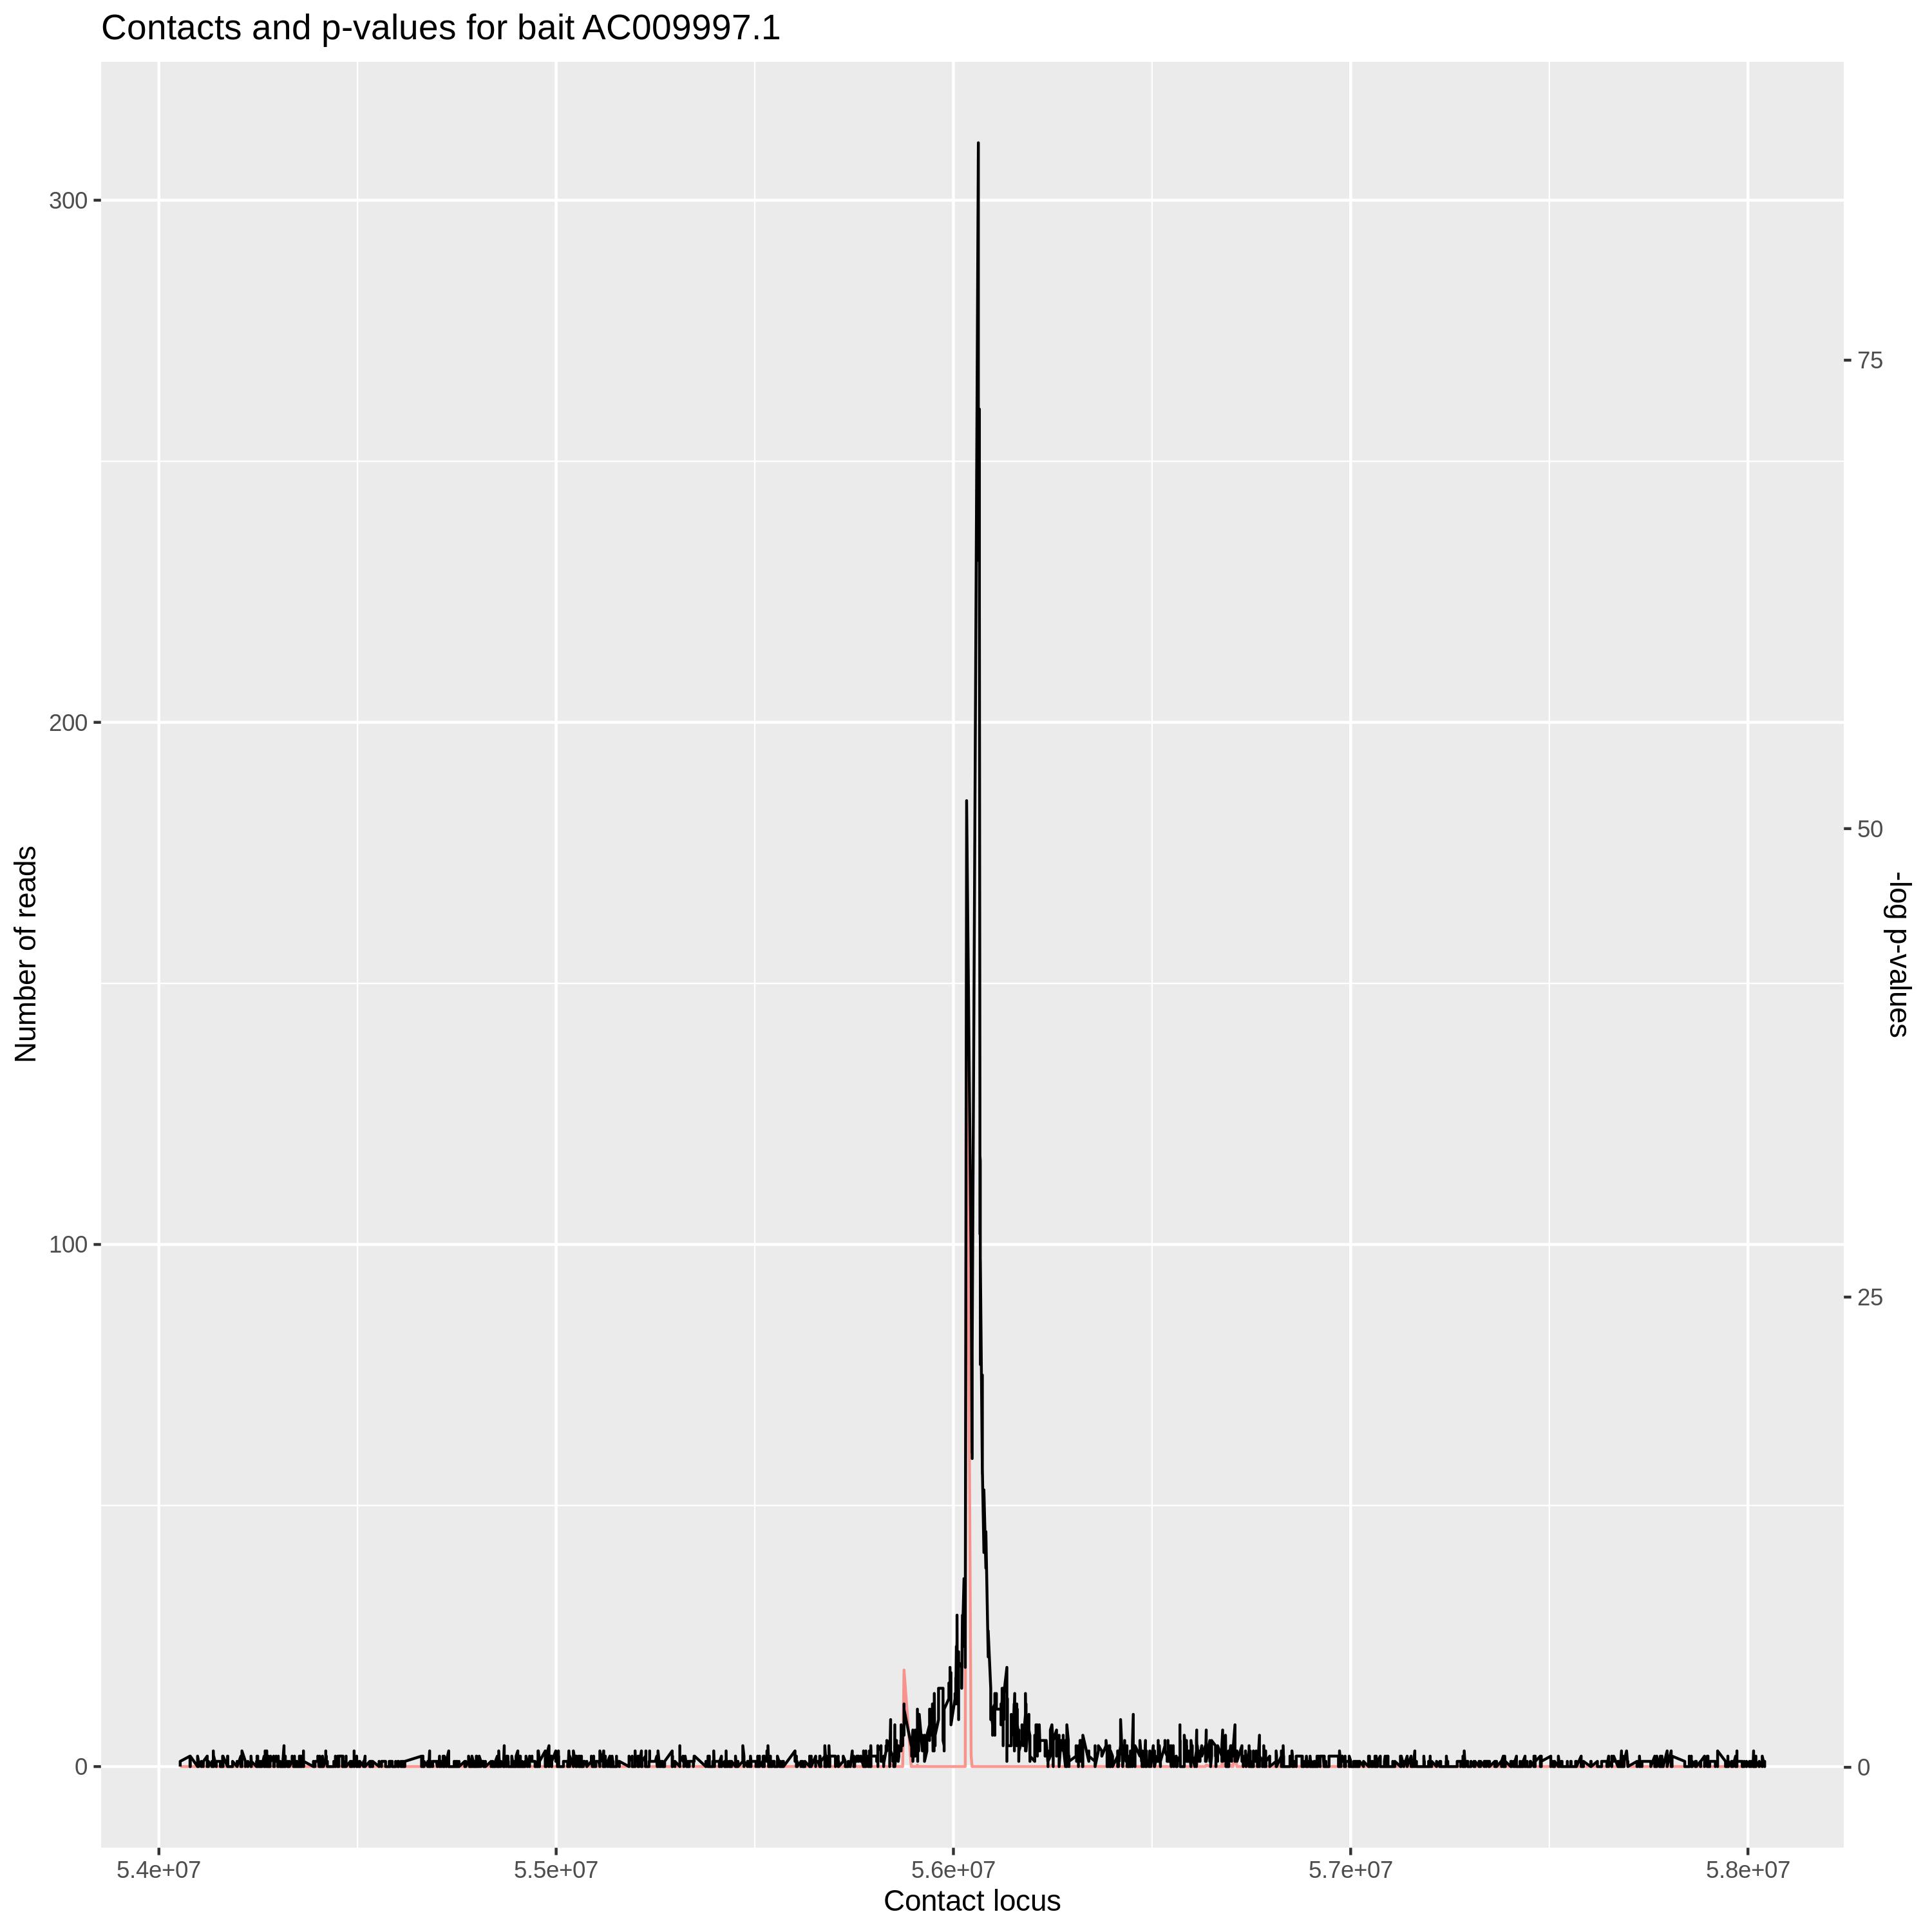 Contacts and p-values for bait AC009997.1
300
200
100
0
Number of reads
75
50
25
0
-log p-values
5.4e+07
5.5e+07
5.6e+07
5.7e+07
5.8e+07
Contact locus